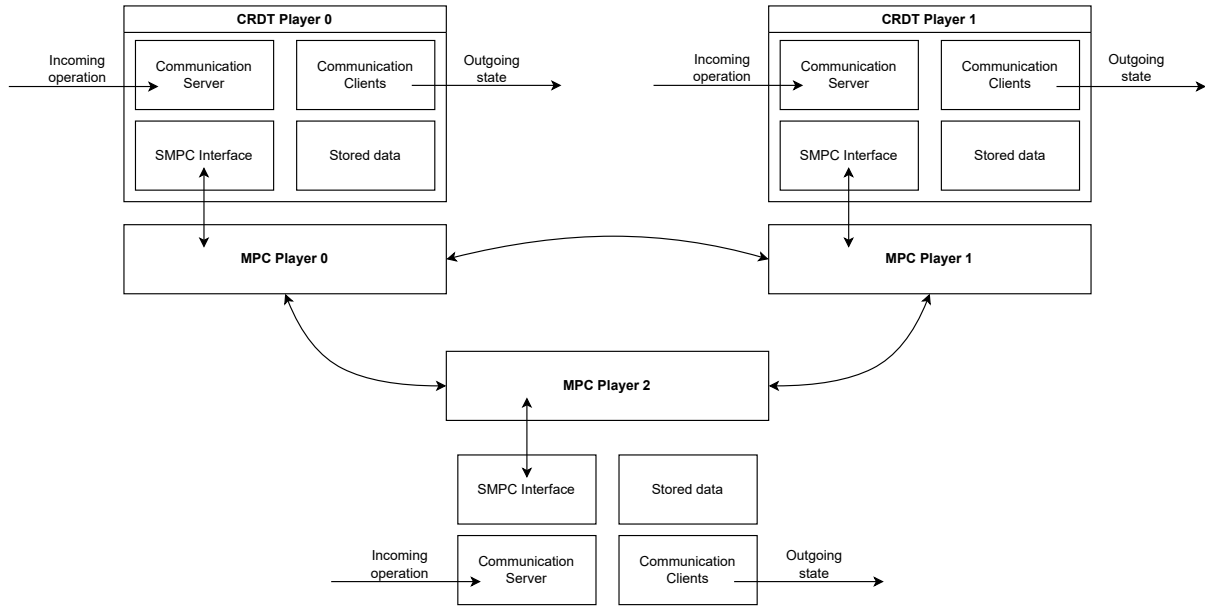 CRDT Player 0
Incoming
operation
Communication
Server
Communication
Clients
Outgoing
state
SMPC Interface
Stored data
MPC Player 0
CRDT Player 1
Incoming
operation
Communication
Server
Communication
Clients
Outgoing
state
SMPC Interface
Stored data
MPC Player 1
MPC Player 2
SMPC Interface
Stored data
Incoming
operation
Communication
Server
Communication
Clients
Outgoing
state